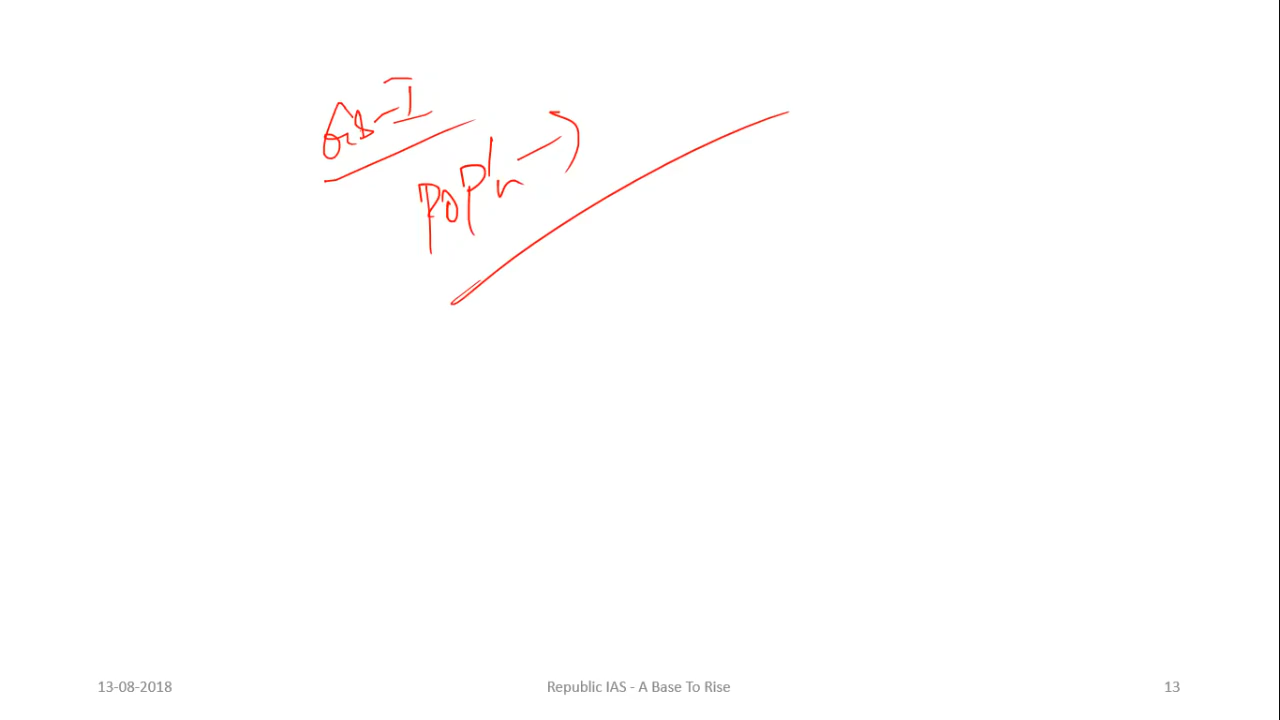 GS-I
POP'n →
13-08-2018
Republic IAS - A Base To Rise
13